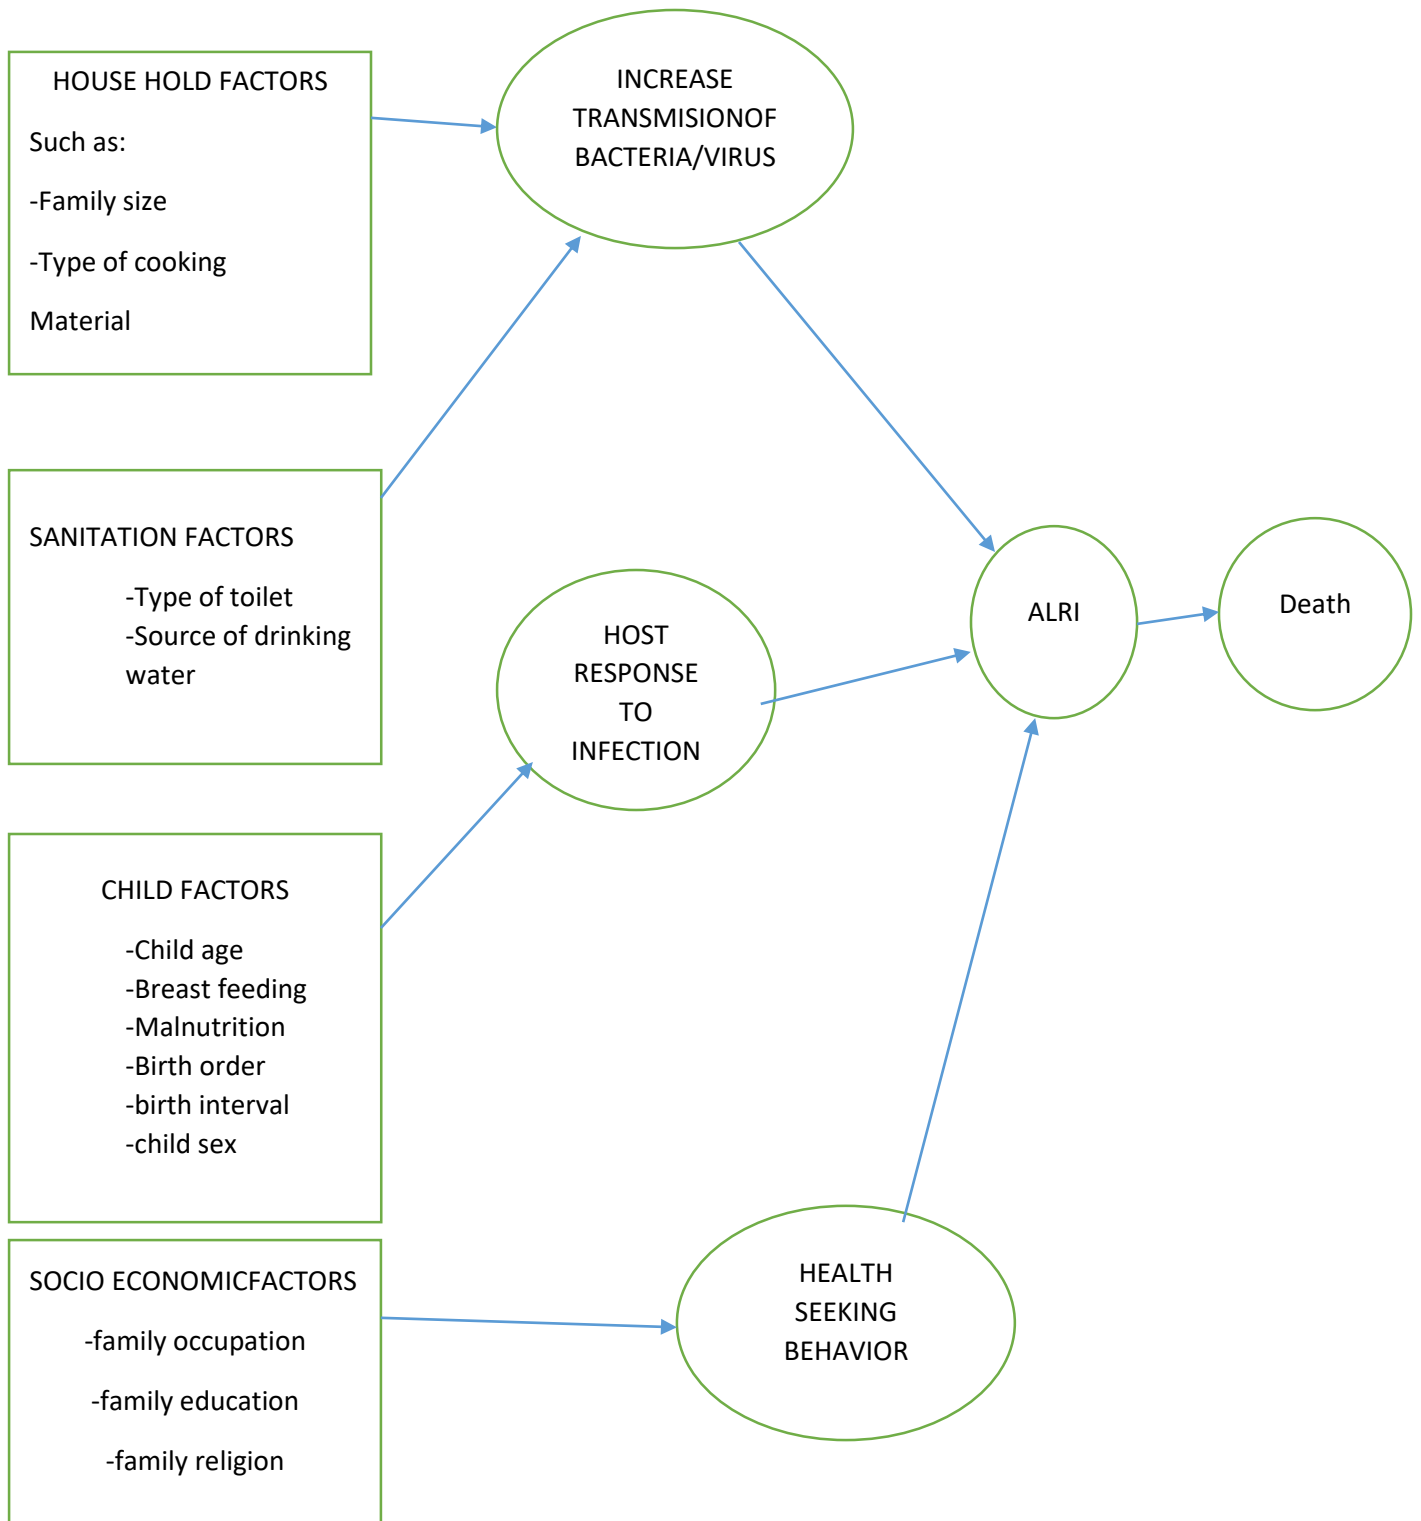 HOUSE HOLD FACTORS
Such as:
-Family size
-Type of cooking
Material
INCREASE
TRANSMISIONOF
BACTERIA/VIRUS
SANITATION FACTORS
-Type of toilet
-Source of drinking
water
HOST
RESPONSE
TO
INFECTION
ALRI
Death
CHILD FACTORS
-Child age
-Breast feeding
-Malnutrition
-Birth order
-birth interval
-child sex
SOCIO ECONOMICFACTORS
-family occupation
-family education
-family religion
HEALTH
SEEKING
BEHAVIOR